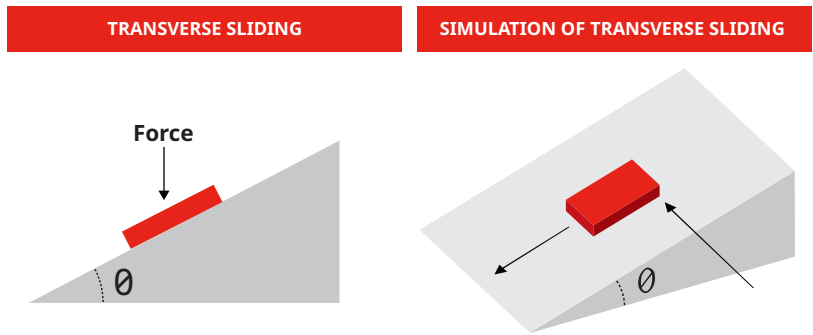 TRANSVERSE SLIDING
SIMULATION OF TRANSVERSE SLIDING
Force
θ
θ